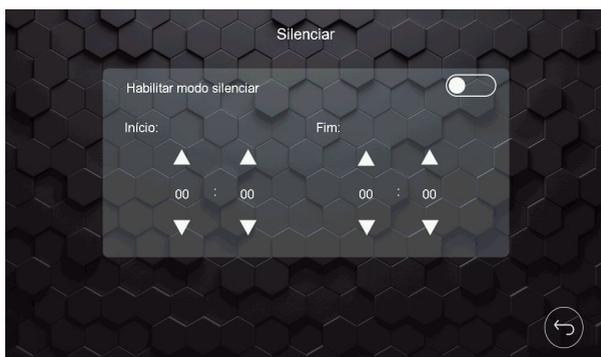 Silenciar
Habilitar modo silenciar
Início: Fim:
00 : 00 00 : 00